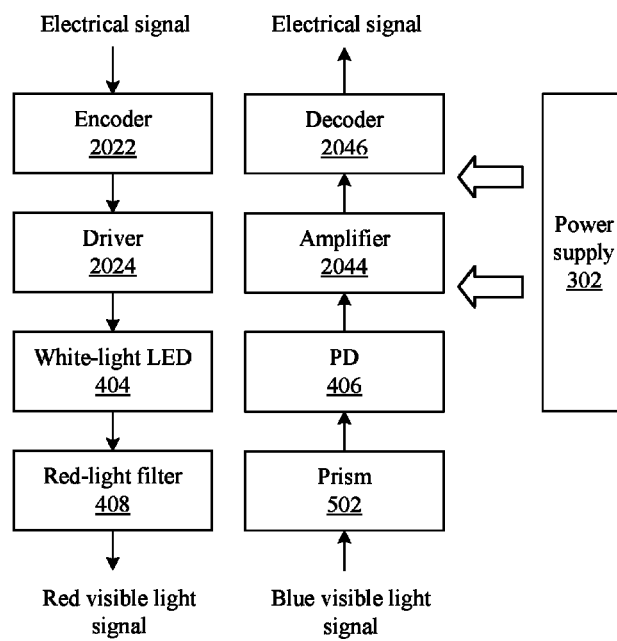 Electrical signal
Encoder
2022
Driver
2024
White-light LED
404
Red-light filter
408
Red visible light
signal
Electrical signal
Decoder
2046
Amplifier
2044
PD
406
Prism
502
Blue visible light
signal
Power
supply
302